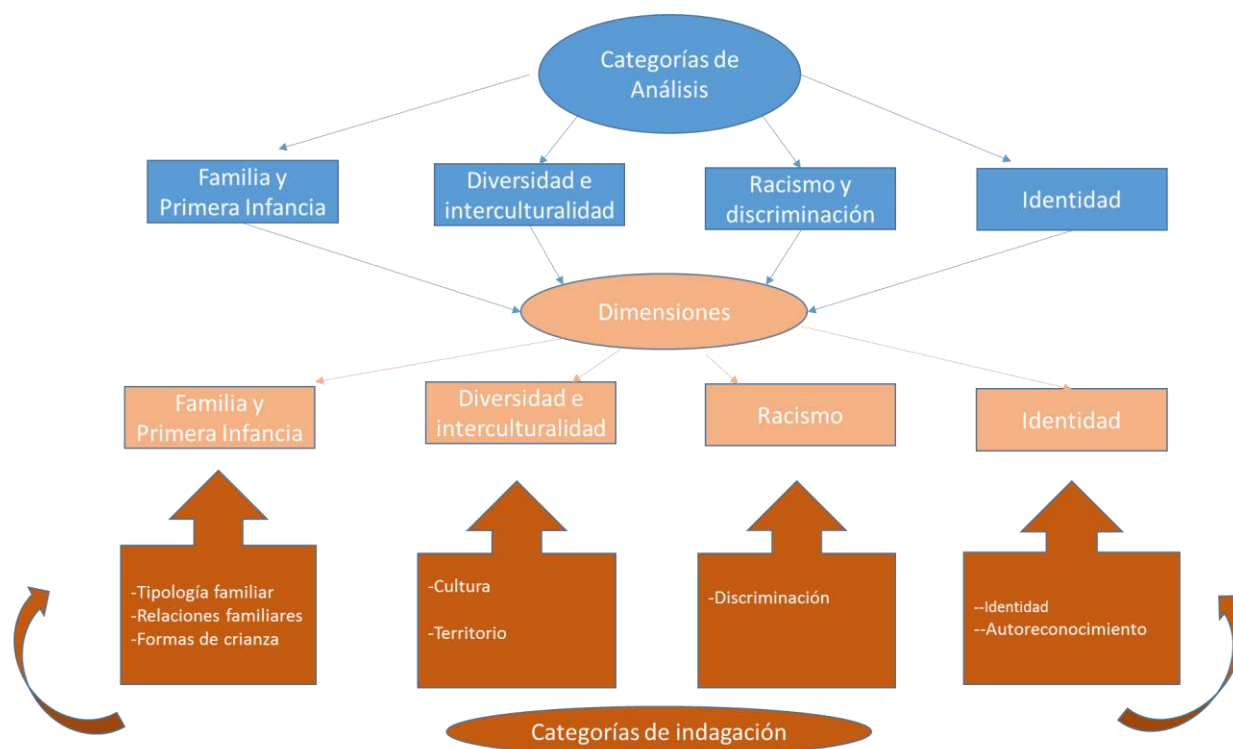 Categorías de
Análisis
Familia y
Primera Infancia
Diversidad e
interculturalidad
Racismo y
discriminación
Identidad
Dimensiones
Familia y
Primera Infancia
Diversidad e
interculturalidad
Racismo
Identidad
-Tipología familiar
-Relaciones familiares
-Formas de crianza
-Cultura
-Territorio
-Discriminación
--Identidad
--Autoreconocimiento
Categorías de indagación